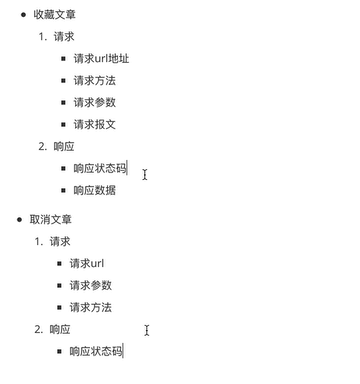 收藏文章
1. 请求
请求url地址
请求方法
请求参数
请求报文
2. 响应
响应状态码
响应数据
取消文章
1. 请求
请求url
请求参数
请求方法
2. 响应
响应状态码